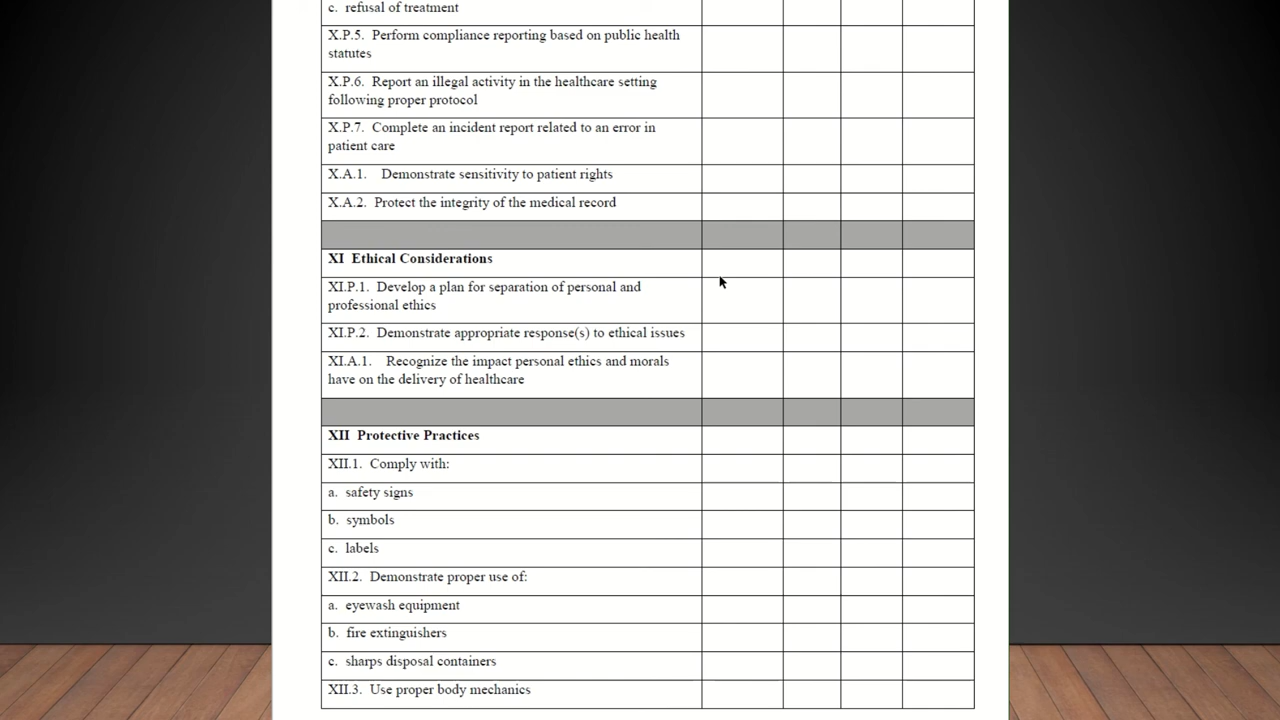 c. refusal of treatment
X.P.5. Perform compliance reporting based on public health
statutes
X.P.6. Report an illegal activity in the healthcare setting
following proper protocol
X.P.7. Complete an incident report related to an error in
patient care
X.A.1. Demonstrate sensitivity to patient rights
X.A.2. Protect the integrity of the medical record
XI Ethical Considerations
XI.P.1. Develop a plan for separation of personal and
professional ethics
XI.P.2. Demonstrate appropriate response(s) to ethical issues
XI.A.1. Recognize the impact personal ethics and morals
have on the delivery of healthcare
XII Protective Practices
XII.1. Comply with:
a. safety signs
b. symbols
c. labels
XII.2. Demonstrate proper use of:
a. eyewash equipment
b. fire extinguishers
c. sharps disposal containers
XII.3. Use proper body mechanics